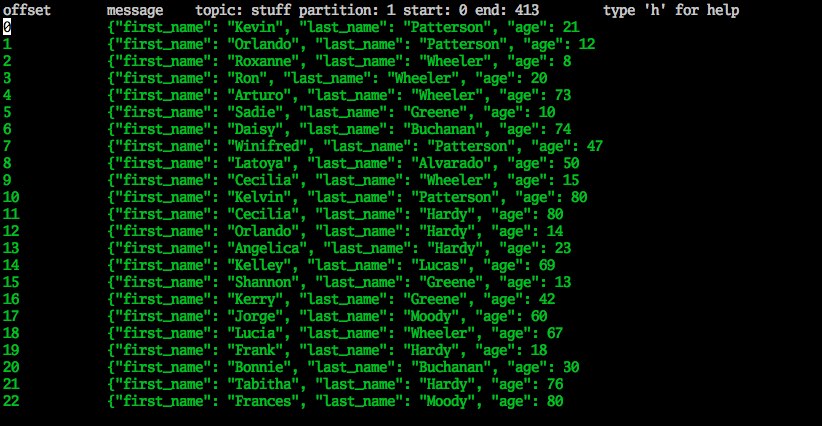 offset message topic: stuff partition: 1 start: 0 end: 413 type 'h' for help
0 {"first_name": "Kevin", "last_name": "Patterson", "age": 21
1 {"first_name": "Orlando", "last_name": "Patterson", "age": 12
2 {"first_name": "Roxanne", "last_name": "Wheeler", "age": 8
3 {"first_name": "Ron", "last_name": "Wheeler", "age": 20
4 {"first_name": "Arturo", "last_name": "Wheeler", "age": 73
5 {"first_name": "Sadie", "last_name": "Greene", "age": 10
6 {"first_name": "Daisy", "last_name": "Buchanan", "age": 74
7 {"first_name": "Winifred", "last_name": "Patterson", "age": 47
8 {"first_name": "Latoya", "last_name": "Alvarado", "age": 50
9 {"first_name": "Cecilia", "last_name": "Wheeler", "age": 15
10 {"first_name": "Kelvin", "last_name": "Patterson", "age": 80
11 {"first_name": "Cecilia", "last_name": "Hardy", "age": 80
12 {"first_name": "Orlando", "last_name": "Hardy", "age": 14
13 {"first_name": "Angelica", "last_name": "Hardy", "age": 23
14 {"first_name": "Kelley", "last_name": "Lucas", "age": 69
15 {"first_name": "Shannon", "last_name": "Greene", "age": 13
16 {"first_name": "Kerry", "last_name": "Greene", "age": 42
17 {"first_name": "Jorge", "last_name": "Moody", "age": 60
18 {"first_name": "Lucia", "last_name": "Wheeler", "age": 67
19 {"first_name": "Frank", "last_name": "Hardy", "age": 18
20 {"first_name": "Bonnie", "last_name": "Buchanan", "age": 30
21 {"first_name": "Tabitha", "last_name": "Hardy", "age": 76
22 {"first_name": "Frances", "last_name": "Moody", "age": 80